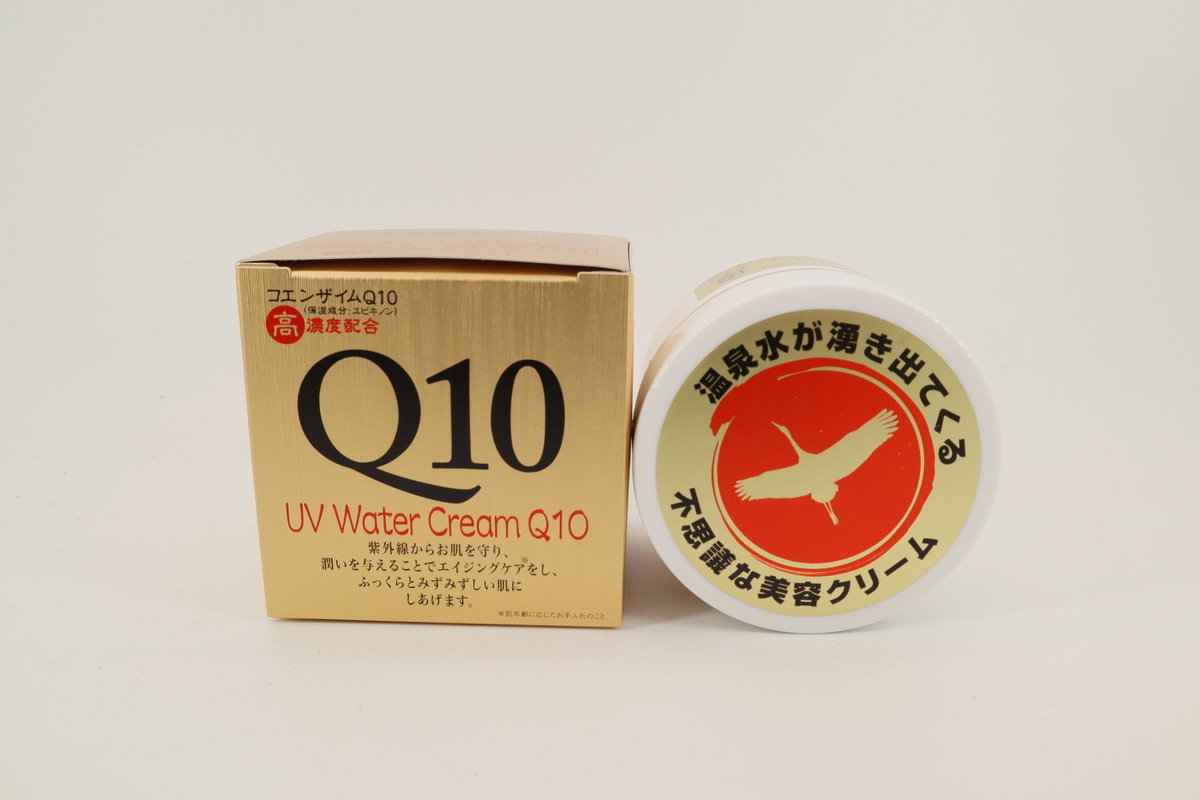 コエンザイムQ10
(保湿成分:ユビキノン)
高濃度配合
Q10
UV Water Cream Q10
紫外線からお肌を守り、
潤いを与えることでエイジングケア※をし、
ふっくらとみずみずしい肌に
しあげます。
※肌年齢に応じたお手入れのこと
温泉水が湧き出てくる
不思議な美容クリーム